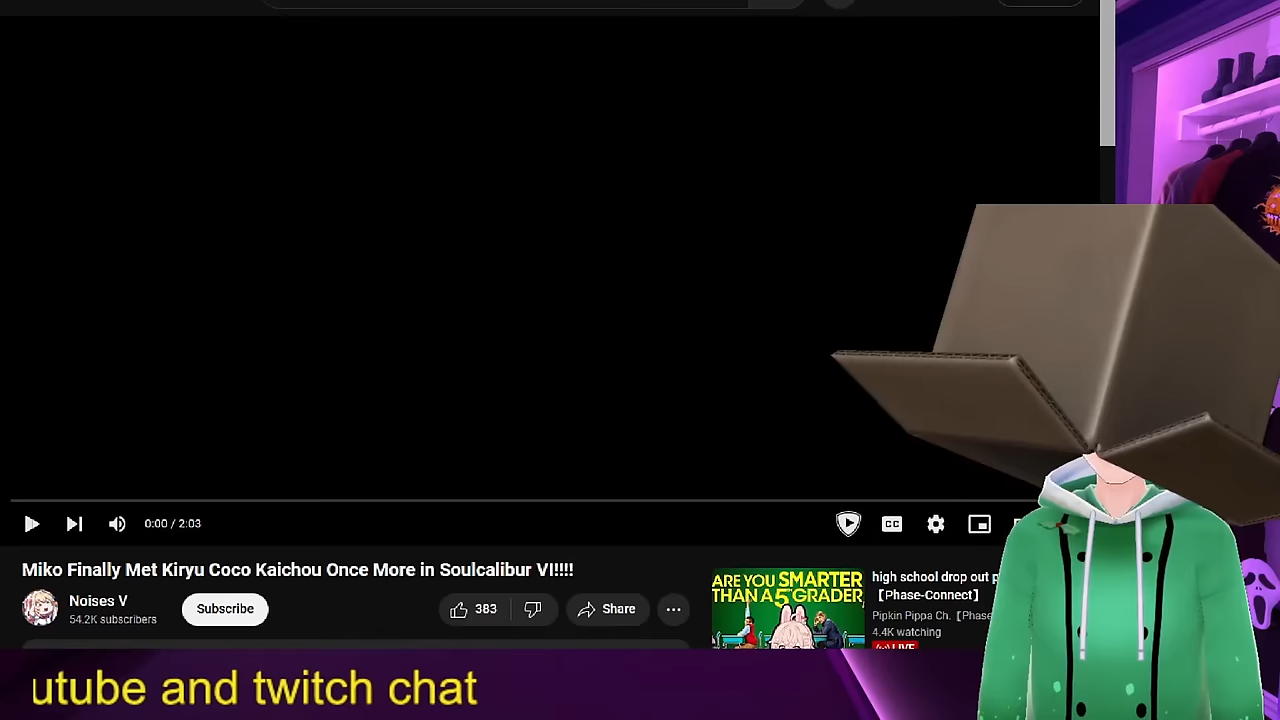 0:00 / 2:03
CC
Miko Finally Met Kiryu Coco Kaichou Once More in Soulcalibur VI!!!!
Noises V
54.2K subscribers
Subscribe
383
Share
ARE YOU SMARTER
THAN A 5 GRADER
high school drop out p
【Phase-Connect】
Pipkin Pippa Ch.【Phase
4.4K watching
LIVE
utube and twitch chat